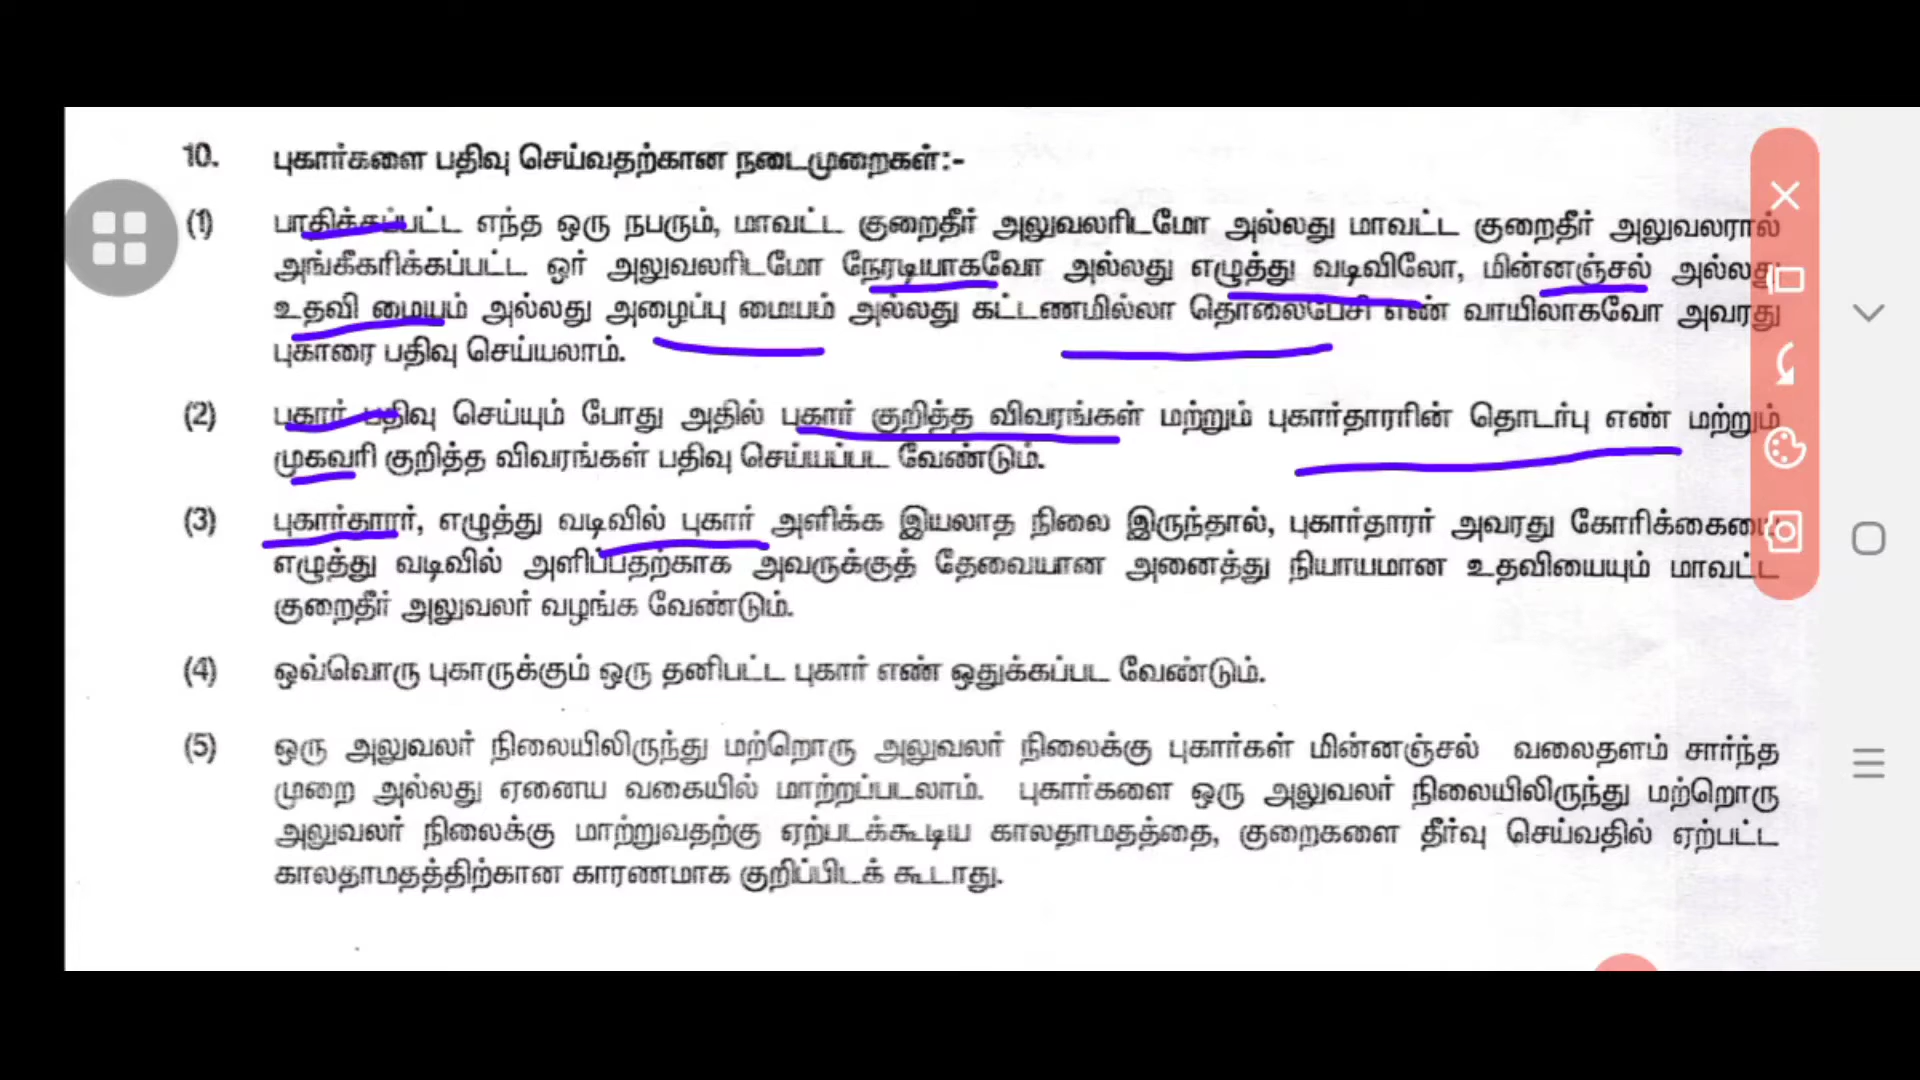 10. புகார்களை பதிவு செய்வதற்கான நடைமுறைகள்:-
(1) பாதிக்கப்பட்ட எந்த ஒரு நபரும், மாவட்ட குறைதீர் அலுவலரிடமோ அல்லது மாவட்ட குறைதீர் அலுவலரால்
அங்கீகரிக்கப்பட்ட ஓர் அலுவலரிடமோ நேரடியாகவோ அல்லது எழுத்து வடிவிலோ, மின்னஞ்சல் அல்லது
உதவி மையம் அல்லது அழைப்பு மையம் அல்லது கட்டணமில்லா தொலைபேசி எண் வாயிலாகவோ அவரது
புகாரை பதிவு செய்யலாம்.
(2) புகார் பதிவு செய்யும் போது அதில் புகார் குறித்த விவரங்கள் மற்றும் புகார்தாரரின் தொடர்பு எண் மற்றும்
முகவரி குறித்த விவரங்கள் பதிவு செய்யப்பட வேண்டும்.
(3) புகார்தாரர், எழுத்து வடிவில் புகார் அளிக்க இயலாத நிலை இருந்தால், புகார்தாரர் அவரது கோரிக்கையை
எழுத்து வடிவில் அளிப்பதற்காக அவருக்குத் தேவையான அனைத்து நியாயமான உதவியையும் மாவட்ட
குறைதீர் அலுவலர் வழங்க வேண்டும்.
(4) ஒவ்வொரு புகாருக்கும் ஒரு தனிபட்ட புகார் எண் ஒதுக்கப்பட வேண்டும்.
(5) ஒரு அலுவலர் நிலையிலிருந்து மற்றொரு அலுவலர் நிலைக்கு புகார்கள் மின்னஞ்சல் வலைதளம் சார்ந்த
முறை அல்லது ஏனைய வகையில் மாற்றப்படலாம். புகார்களை ஒரு அலுவலர் நிலையிலிருந்து மற்றொரு
அலுவலர் நிலைக்கு மாற்றுவதற்கு ஏற்படக்கூடிய காலதாமதத்தை, குறைகளை தீர்வு செய்வதில் ஏற்பட்ட
காலதாமதத்திற்கான காரணமாக குறிப்பிடக் கூடாது.